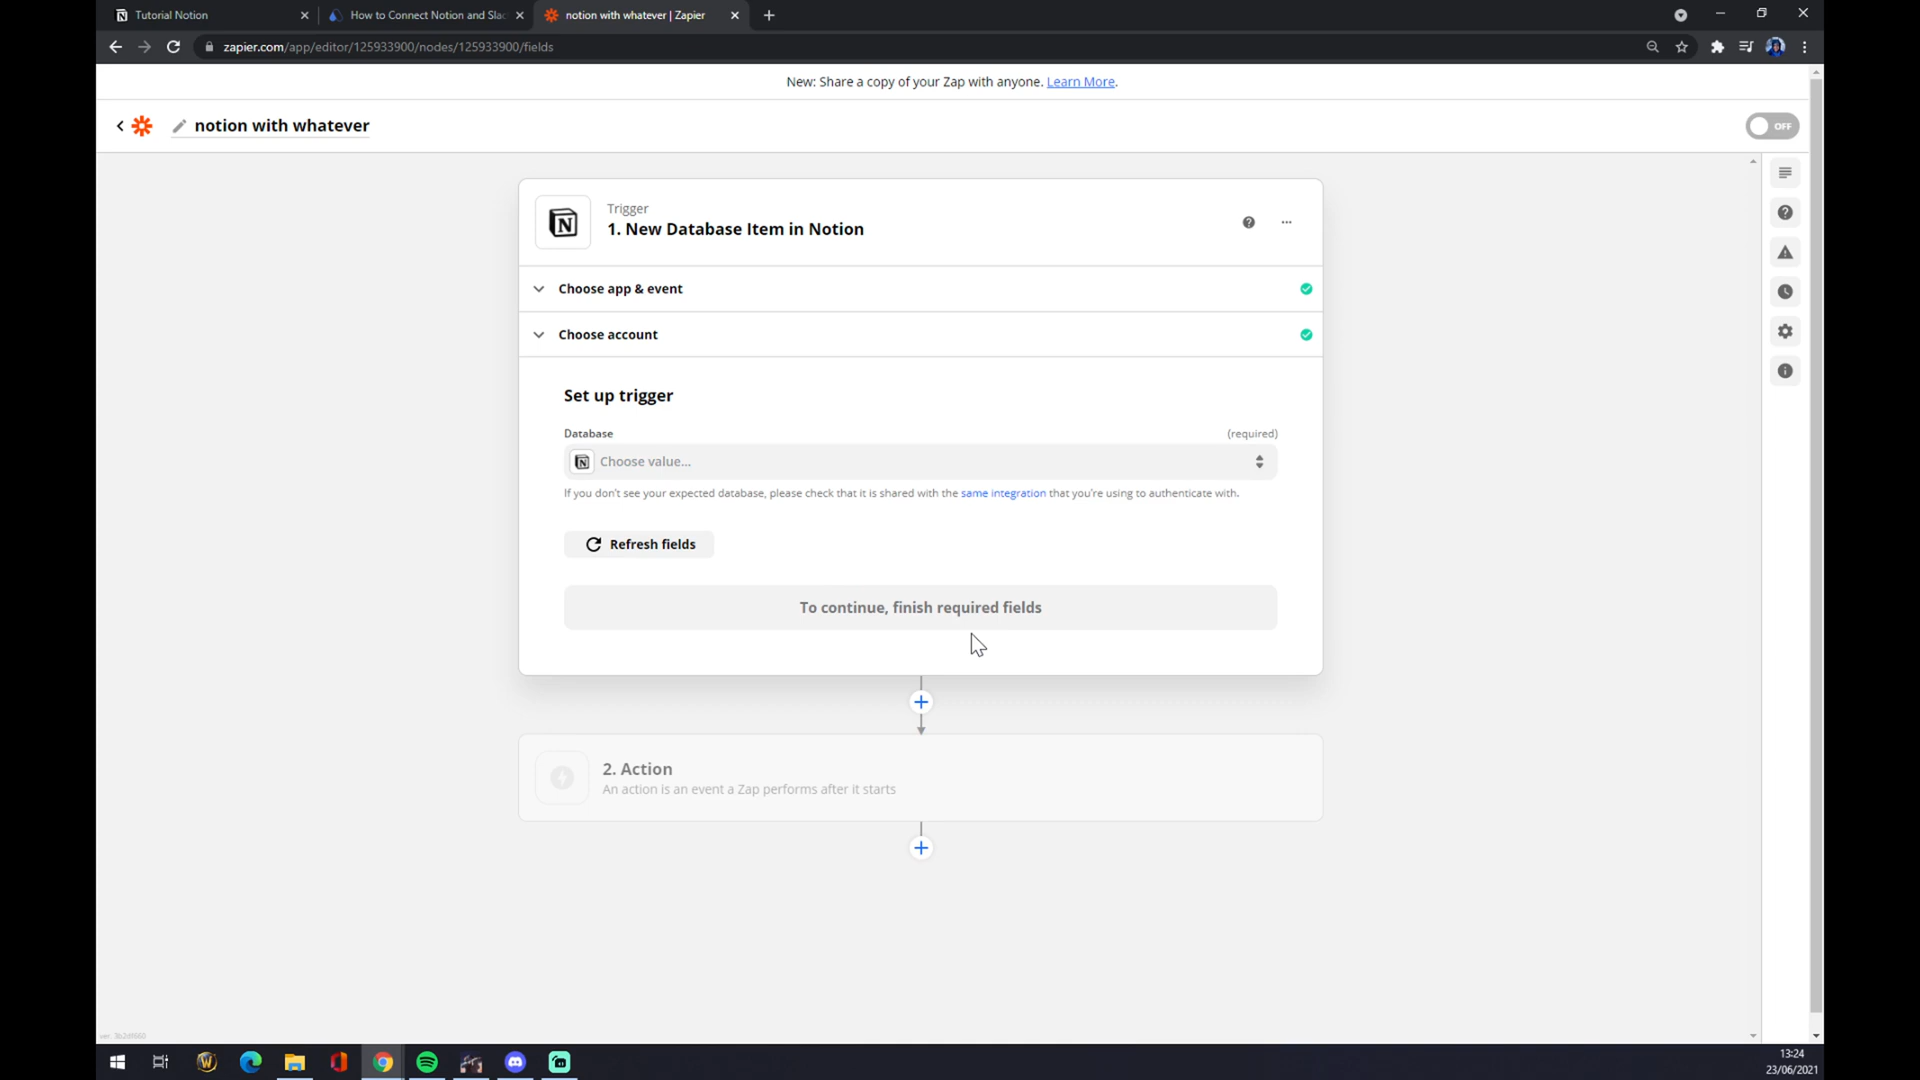 Tutorial Notion
How to Connect Notion and Slac
notion with whatever | Zapier
zapier.com/app/editor/125933900/nodes/125933900/fields
New: Share a copy of your Zap with anyone. Learn More.
notion with whatever
OFF
Trigger
1. New Database Item in Notion
Choose app & event
Choose account
Set up trigger
Database
(required)
Choose value...
If you don't see your expected database, please check that it is shared with the same integration that you're using to authenticate with.
Refresh fields
To continue, finish required fields
2. Action
An action is an event a Zap performs after it starts
13:24
23/06/2021